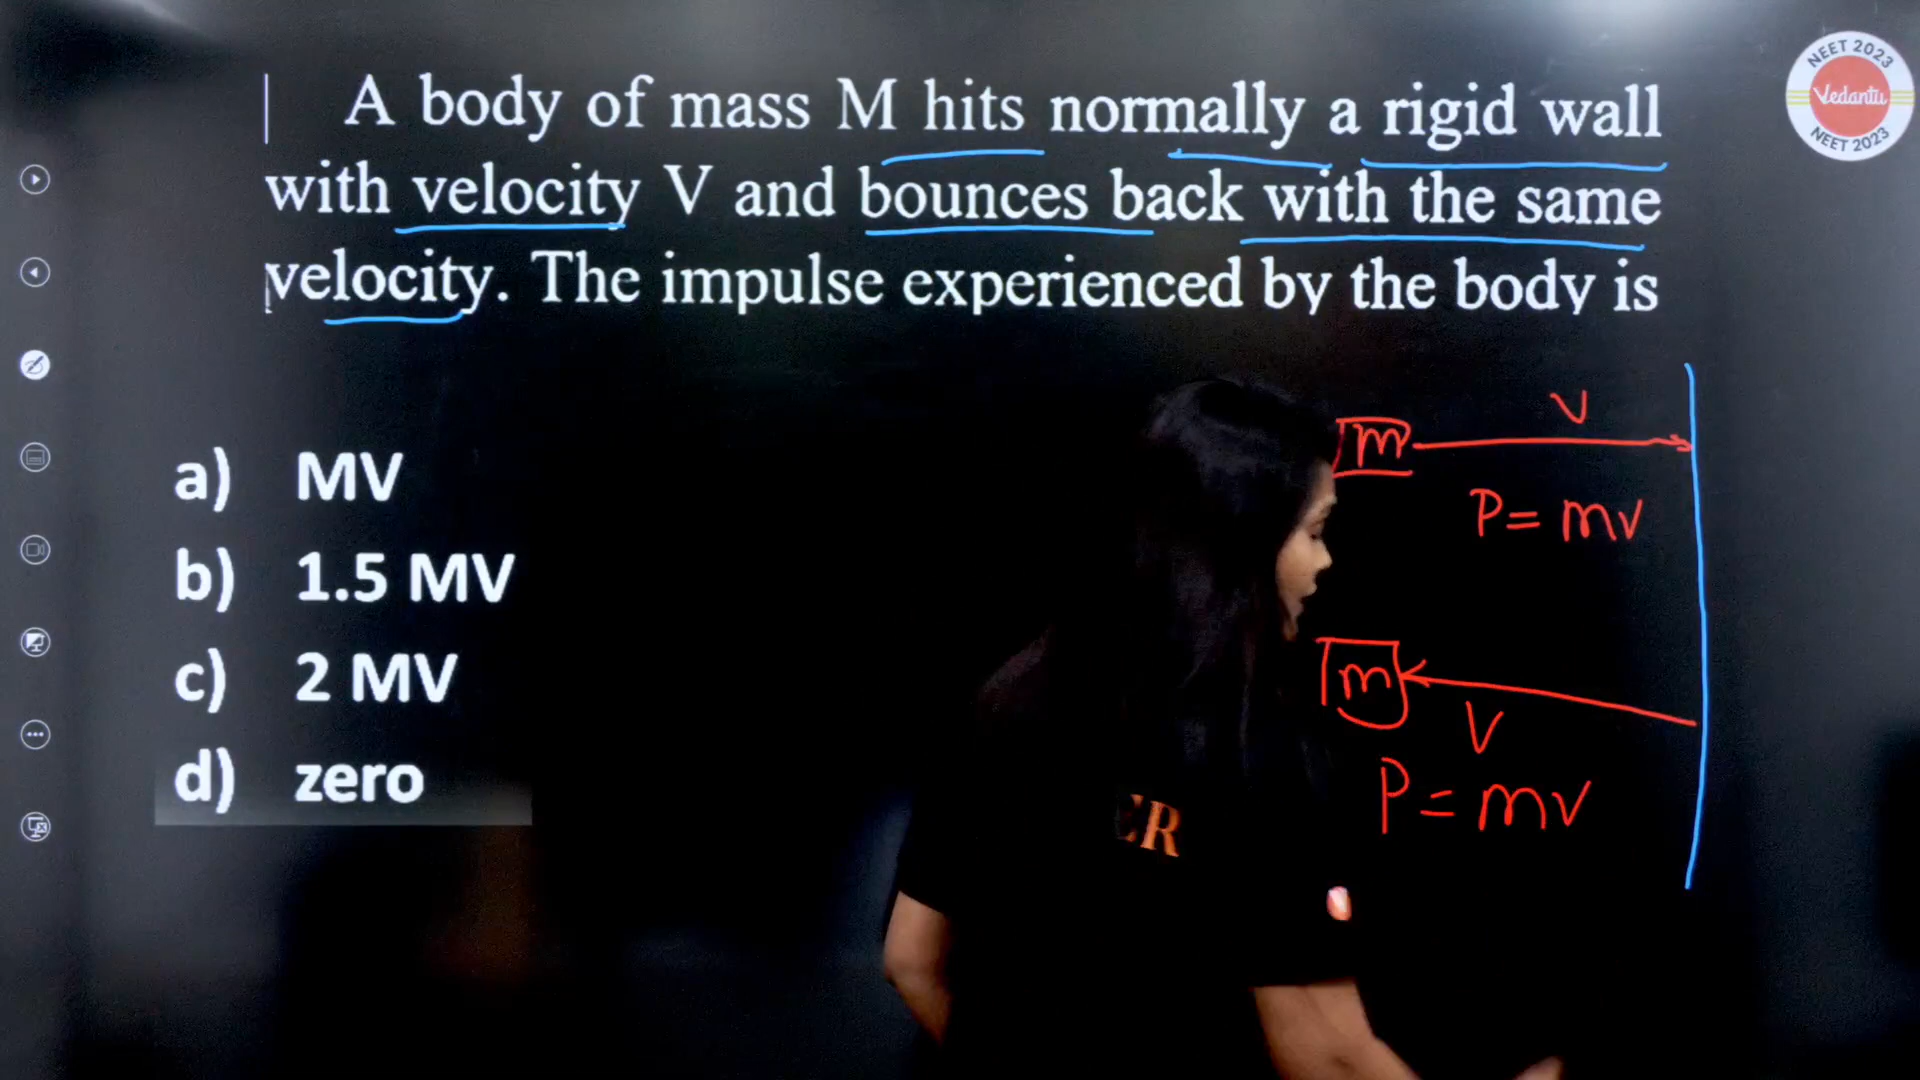 A body of mass M hits normally a rigid wall
with velocity V and bounces back with the same
velocity. The impulse experienced by the body is
a) MV
b) 1.5 MV
c) 2 MV
d) zero
m
V
P = mv
m
V
P = mv
ER
NEET 2023
Vedantu
NEET 2023